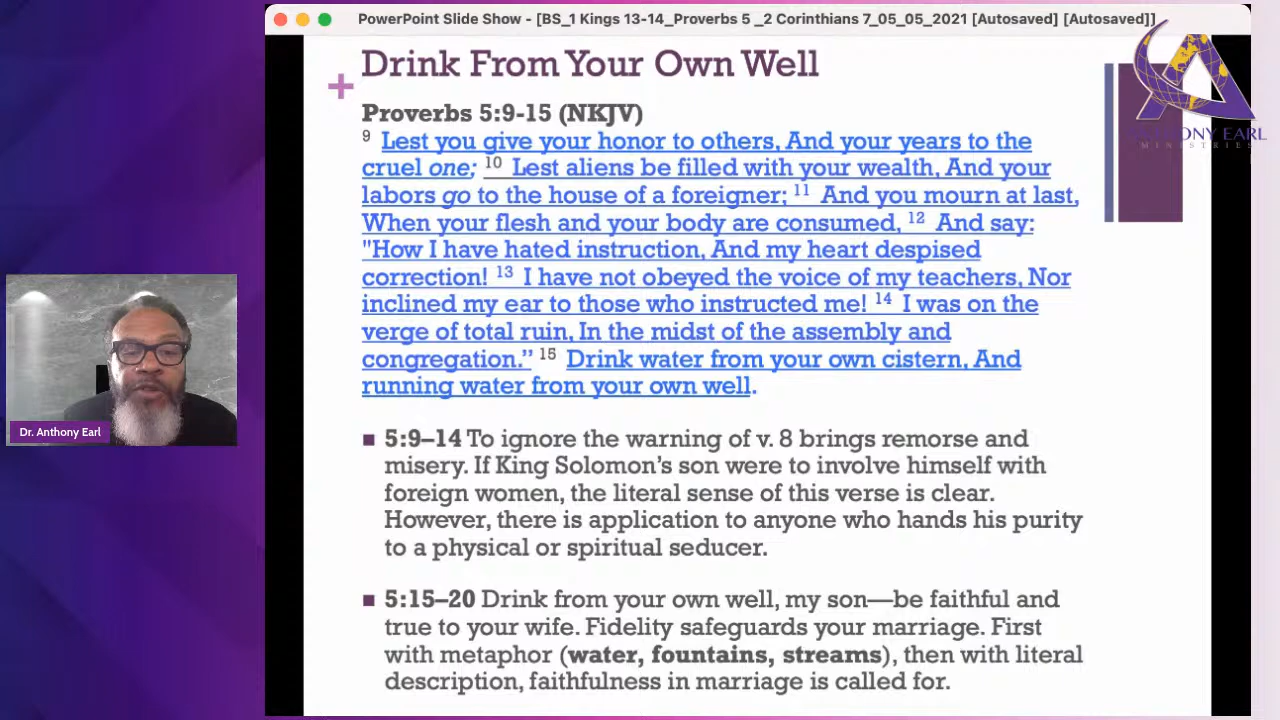 PowerPoint Slide Show - [BS_1 Kings 13-14_Proverbs 5 _2 Corinthians 7_05_05_2021 [Autosaved] [Autosaved]]
Drink From Your Own Well
+
Proverbs 5:9-15 (NKJV)
9 Lest you give your honor to others, And your years to the
cruel one; 10 Lest aliens be filled with your wealth, And your
labors go to the house of a foreigner; 11 And you mourn at last,
When your flesh and your body are consumed, 12 And say:
"How I have hated instruction, And my heart despised
correction! 13 I have not obeyed the voice of my teachers, Nor
inclined my ear to those who instructed me! 14 I was on the
verge of total ruin, In the midst of the assembly and
congregation.” 15 Drink water from your own cistern, And
running water from your own well.
■ 5:9–14 To ignore the warning of v. 8 brings remorse and
misery. If King Solomon’s son were to involve himself with
foreign women, the literal sense of this verse is clear.
However, there is application to anyone who hands his purity
to a physical or spiritual seducer.
■ 5:15–20 Drink from your own well, my son—be faithful and
true to your wife. Fidelity safeguards your marriage. First
with metaphor (water, fountains, streams), then with literal
description, faithfulness in marriage is called for.
ANTHONY EARL
MINISTRIES
Dr. Anthony Earl